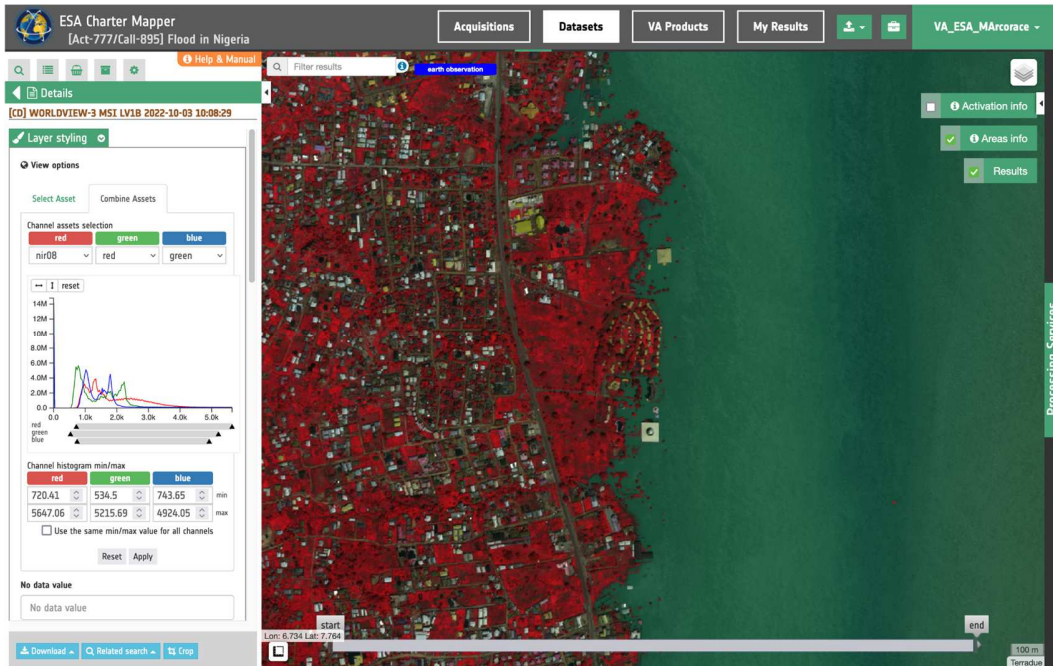 ESA Charter Mapper
[Act-777/Call-895] Flood in Nigeria
Acquisitions
Datasets
VA Products
My Results
VA_ESA_MArcorace
Help & Manual
Details
[CD] WORLDVIEW-3 MSI LV1B 2022-10-03 10:08:29
Layer styling
View options
Select Asset Combine Assets
Channel assets selection
red green blue
nir08 red green
reset
14M
12M
10M
8.0M
6.0M
4.0M
2.0M
0.0
0.0 1.0k 2.0k 3.0k 4.0k 5.0k
red
green
blue
Channel histogram min/max
red green blue
720.41 534.5 743.65 min
5647.06 5215.69 4924.05 max
Use the same min/max value for all channels
Reset Apply
No data value
No data value
Download Related search Crop
Filter results
earth observation
Activation info
Areas info
Results
Processing Services
start
end
Lon: 6.734 Lat: 7.764
100 m
Terradue